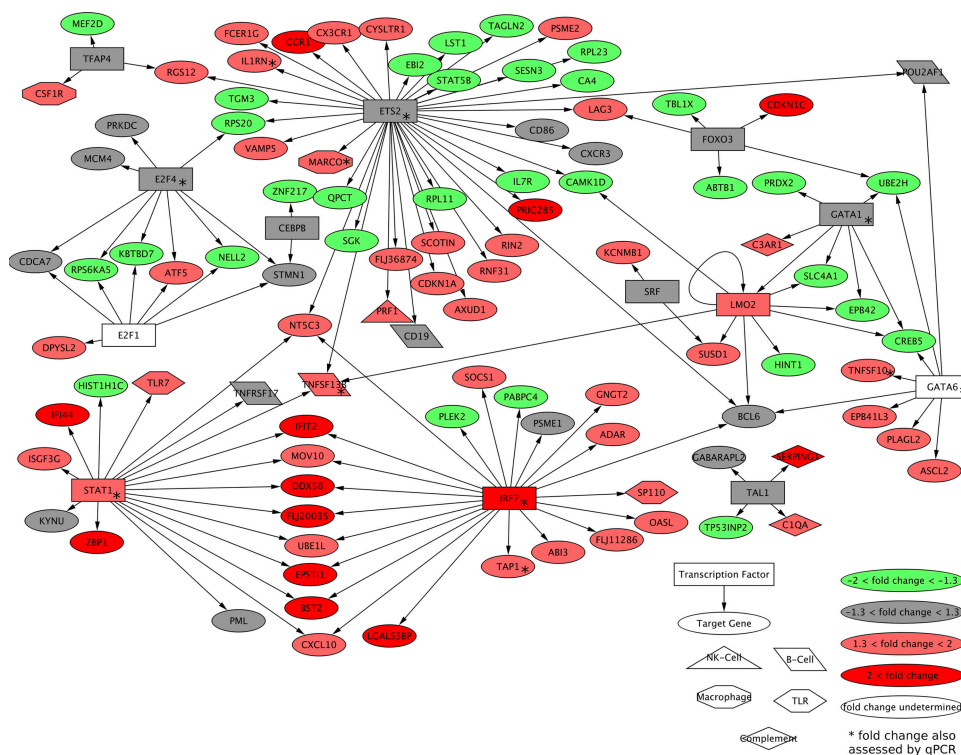 MEF2D
TFAP4
CSF1R
RGS12
FCER1G
CCR1
CX3CR1
CYSLTR1
IL1RN*
LST1
TAGLN2
PSME2
EBI2
STAT5B
SESN3
RPL23
CA4
POU2AF1
TGM3
RPS20
ETS2*
LAG3
TBL1X
CDKN1C
FOXO3
PRKDC
MCM4
E2F4*
VAMP5
MARCO*
CD86
CXCR3
ABTB1
PRDX2
UBE2H
ZNF217
QPCT
RPL11
IL7R
CAMK1D
PRIC285
GATA1*
CEBPB
SGK
SCOTIN
RIN2
C3AR1
CDCA7
RPS6KA5
KBTBD7
ATF5
NELL2
STMN1
FLJ36874
CDKN1A
RNF31
KCNMB1
SLC4A1
SRF
LMO2
EPB42
AXUD1
PRF1
CD19
E2F1
DPYSL2
NT5C3
SUSD1
HINT1
CREB5
HIST1H1C
TLR7
TNFRSF17
TNFSF13B*
SOCS1
GNGT2
TNFSF10*
GATA6*
IFI44
PLEK2
PABPC4
PSME1
BCL6
EPB41L3
PLAGL2
ASCL2
IFIT2
MOV10
ADAR
ISGF3G
GABARAPL2
SERPING1
STAT1*
DDX58
IRF7*
SP110
TAL1
KYNU
FLJ20035
OASL
TP53INP2
C1QA
ZBP1
UBE1L
FLJ11286
ABI3
TAP1*
EPSTI1
BST2
PML
CXCL10
LGALS3BP
Transcription Factor
Target Gene
NK-Cell
B-Cell
Macrophage
TLR
Complement
-2 < fold change < -1.3
-1.3 < fold change < 1.3
1.3 < fold change < 2
2 < fold change
fold change undetermined
* fold change also
assessed by qPCR